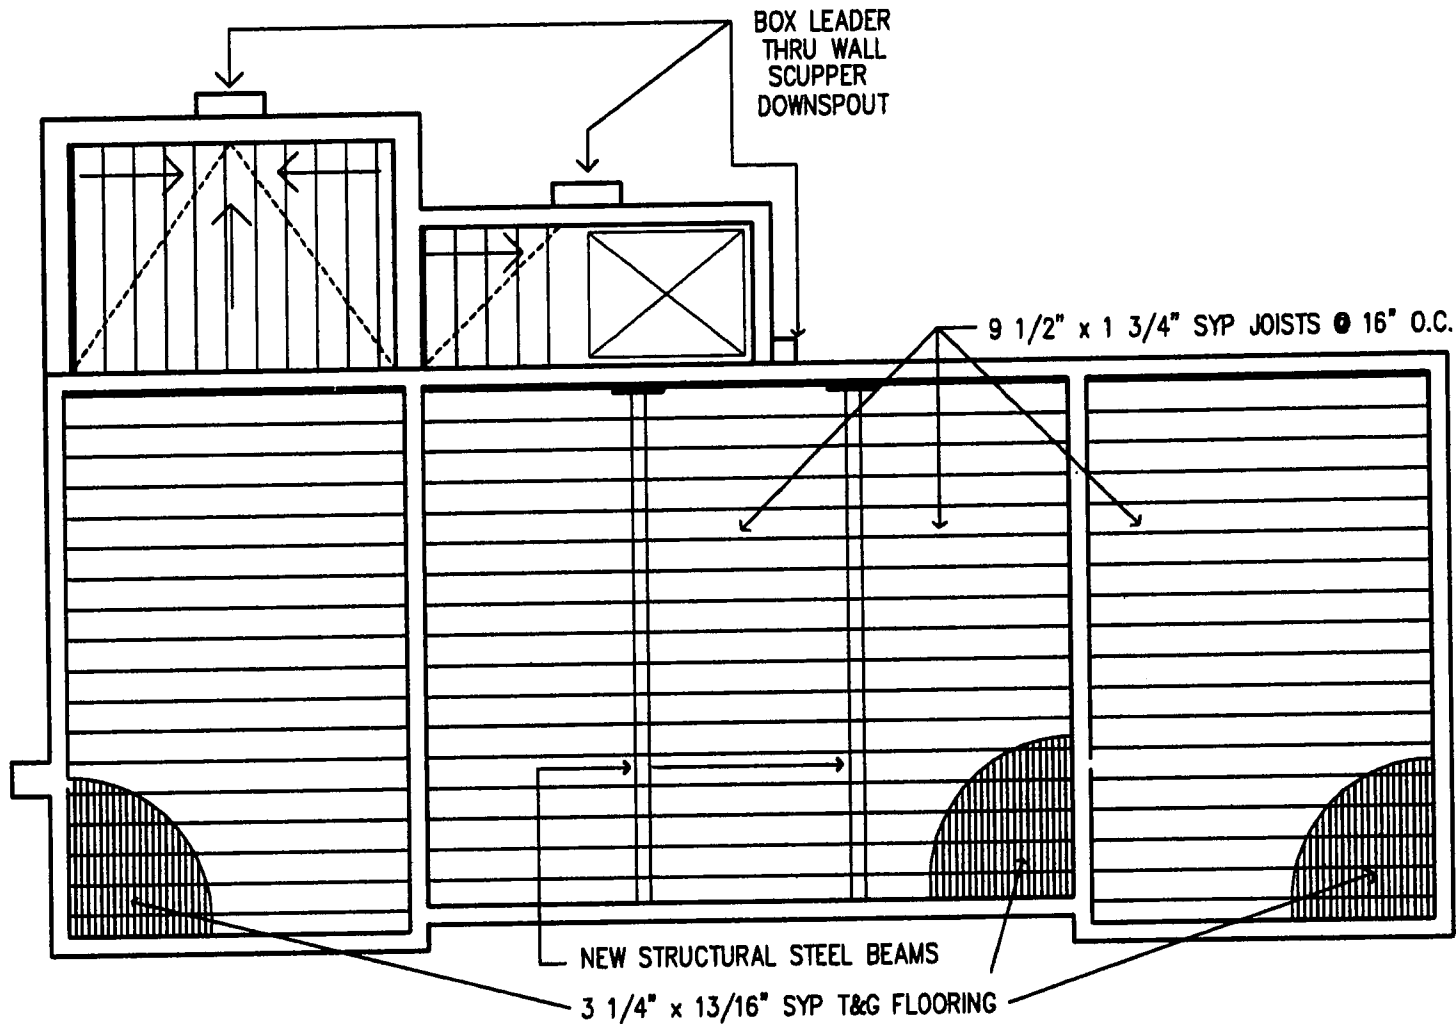 BOX LEADER
THRU WALL
SCUPPER
DOWNSPOUT
9 1/2" x 1 3/4" SYP JOISTS @ 16" O.C.
NEW STRUCTURAL STEEL BEAMS
3 1/4" x 13/16" SYP T&G FLOORING